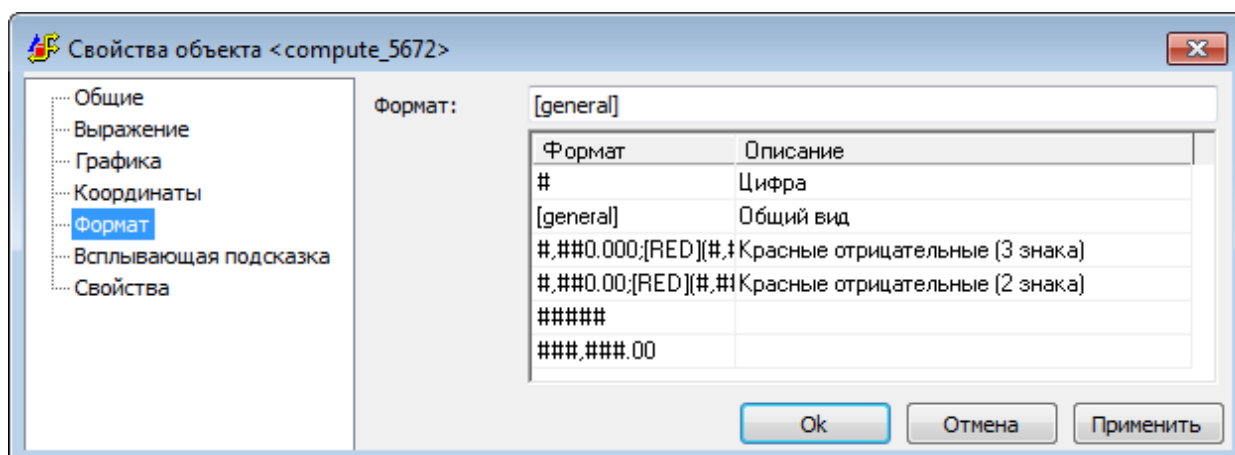 Свойства объекта <compute_5672>
Общие
Выражение
Графика
Координаты
Формат
Всплывающая подсказка
Свойства
Формат: [general]
Формат Описание
# Цифра
[general] Общий вид
#,##0.000;[RED](#,# Красные отрицательные (3 знака)
#,##0.00;[RED](#,## Красные отрицательные (2 знака)
#####
###,###.00
Ok Отмена Применить